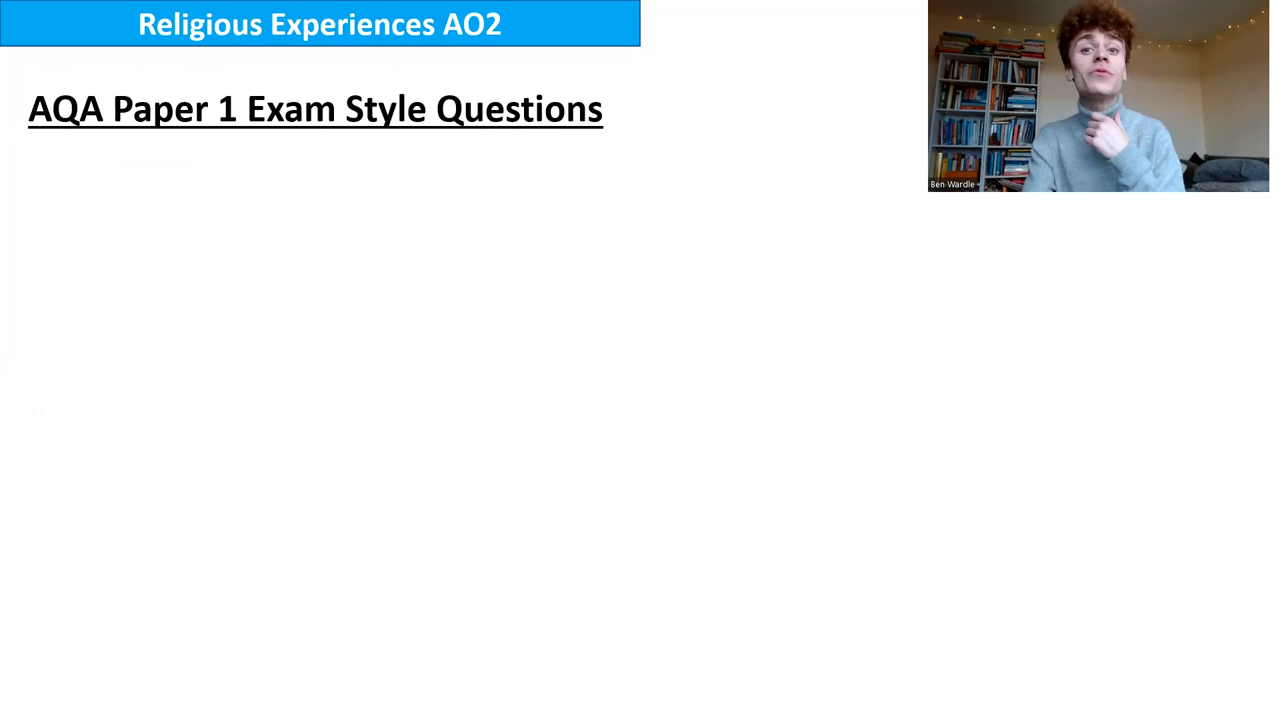 Religious Experiences AO2
AQA Paper 1 Exam Style Questions
Ben Wardle